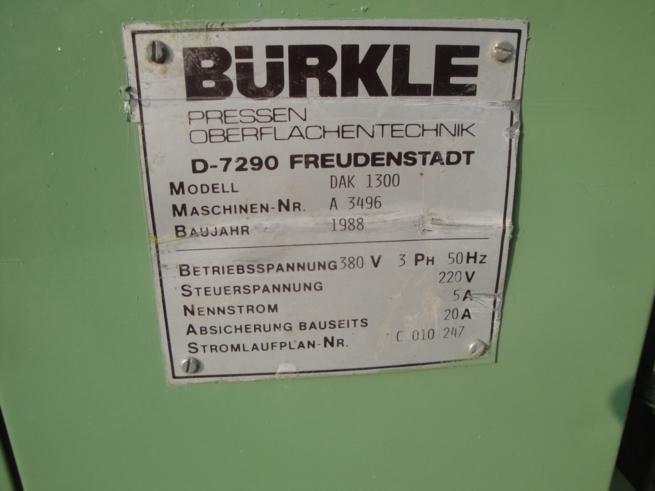 BÜRKLE
PRESSEN
OBERFLÄCHENTECHNIK
D-7290 FREUDENSTADT
MODELL DAK 1300
MASCHINEN-NR. A 3496
BAUJAHR 1988
BETRIEBSSPANNUNG 380 V 3 PH 50 HZ
STEUERSPANNUNG 220 V
NENNSTROM 5 A
ABSICHERUNG BAUSEITS 20 A
STROMLAUFPLAN-NR. C 010 247